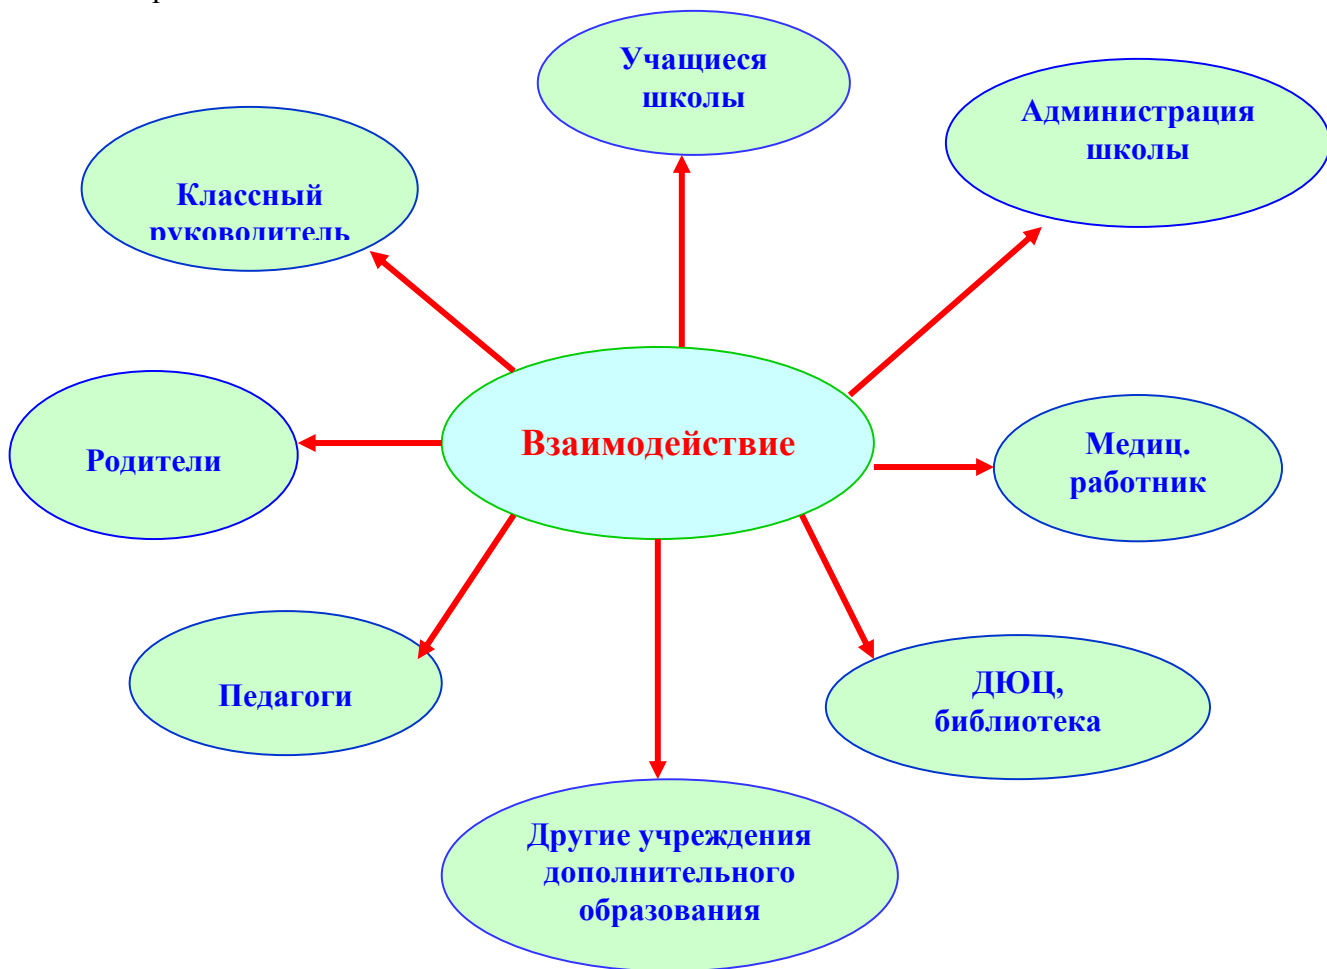 Учащиеся
школы
Администрация
школы
Классный
руководитель
Взаимодействие
Родители
Медиц.
работник
Педагоги
ДЮЦ,
библиотека
Другие учреждения
дополнительного
образования